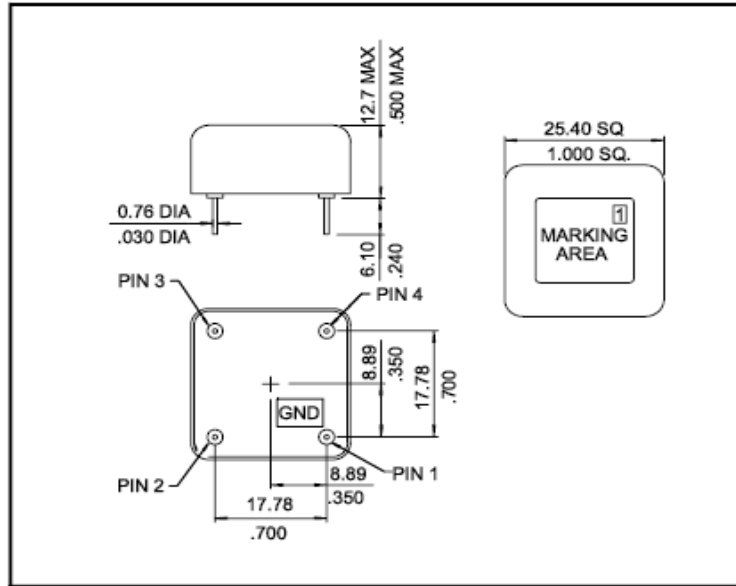 12.7 MAX
.500 MAX
25.40 SQ
1.000 SQ.
0.76 DIA
.030 DIA
6.10
.240
1
MARKING
AREA
PIN 3
PIN 4
8.89
.350
17.78
.700
GND
PIN 2
PIN 1
8.89
.350
17.78
.700